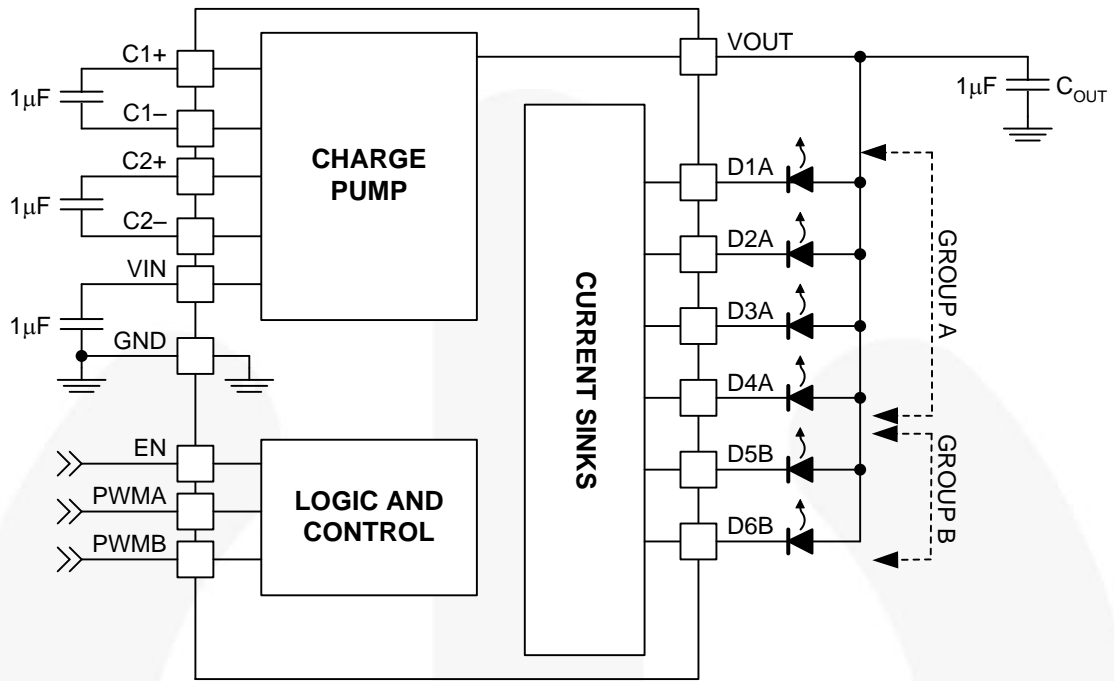 C1+
1µF
C1–
C2+
1µF
C2–
VIN
1µF
GND
EN
PWMA
PWMB
CHARGE
PUMP
LOGIC AND
CONTROL
CURRENT SINKS
VOUT
1µF COUT
D1A
D2A
D3A
D4A
D5B
D6B
GROUP A
GROUP B